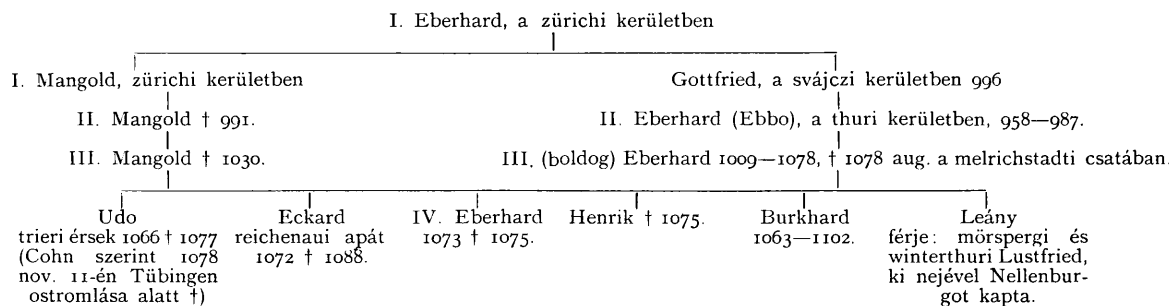 I. Eberhard, a zürichi kerületben
I. Mangold, zürichi kerületben
Gottfried, a svájczi kerületben 996
II. Mangold † 991.
II. Eberhard (Ebbo), a thuri kerületben, 958—987.
III. Mangold † 1030.
III. (boldog) Eberhard 1009—1078, † 1078 aug. a melrichstadti csatában.
Udo
trieri érsek 1066 † 1077
(Cohn szerint 1078
nov. 11-én Tübingen
ostromlása alatt †)
Eckard
reichenaui apát
1072 † 1088.
IV. Eberhard
1073 † 1075.
Henrik † 1075.
Burkhard
1063—1102.
Leány
férje: mörspergi és
winterthuri Lustfried,
ki nejével Nellenbur-
got kapta.